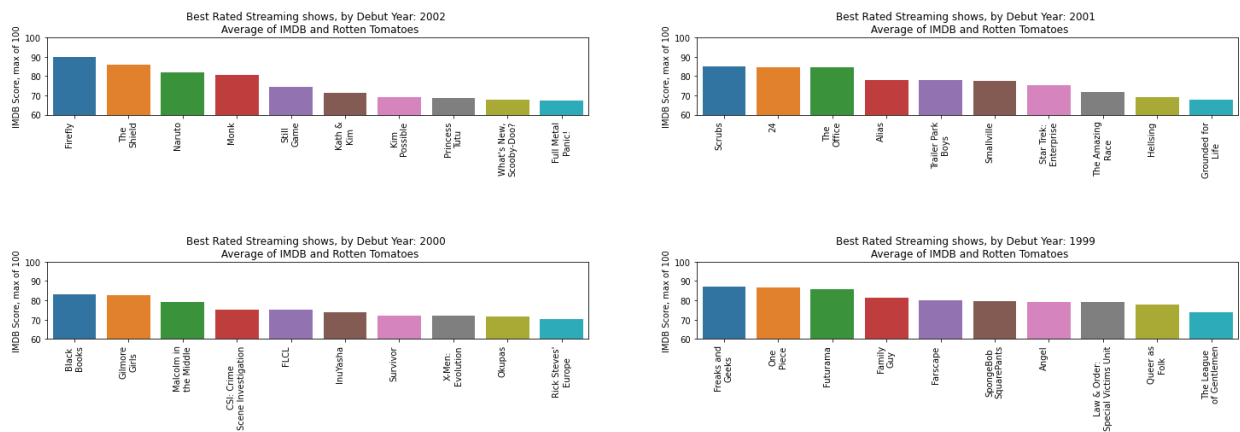 Best Rated Streaming shows, by Debut Year: 2002
Average of IMDB and Rotten Tomatoes
IMDB Score, max of 100
100
90
80
70
60
Firefly
The
Shield
Naruto
Monk
Still
Game
Kath &
Kim
Kim
Possible
Princess
Tutu
What's New,
Scooby-Doo?
Full Metal
Panic!
Best Rated Streaming shows, by Debut Year: 2001
Average of IMDB and Rotten Tomatoes
IMDB Score, max of 100
100
90
80
70
60
Scrubs
24
The
Office
Alias
Trailer Park
Boys
Smallville
Star Trek:
Enterprise
The Amazing
Race
Hellsing
Grounded for
Life
Best Rated Streaming shows, by Debut Year: 2000
Average of IMDB and Rotten Tomatoes
IMDB Score, max of 100
100
90
80
70
60
Black
Books
Gilmore
Girls
Malcolm in
the Middle
CSI: Crime
Scene Investigation
FLCL
InuYasha
Survivor
X-Men:
Evolution
Okupas
Rick Steves'
Europe
Best Rated Streaming shows, by Debut Year: 1999
Average of IMDB and Rotten Tomatoes
IMDB Score, max of 100
100
90
80
70
60
Freaks and
Geeks
One
Piece
Futurama
Family
Guy
Farscape
SpongeBob
SquarePants
Angel
Law & Order:
Special Victims Unit
Queer as
Folk
The League
of Gentlemen